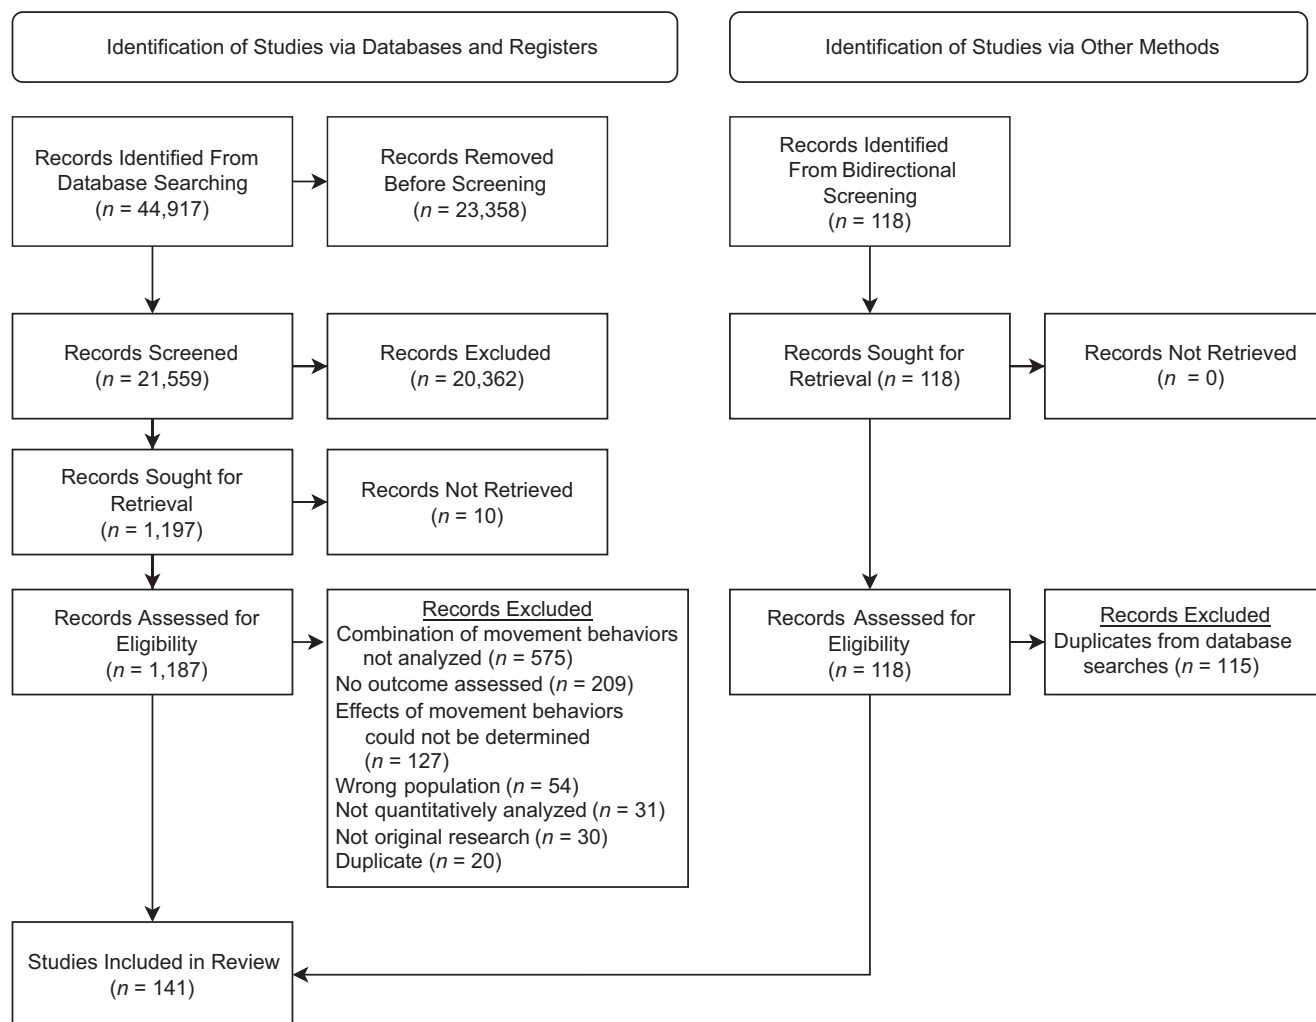 Identification of Studies via Databases and Registers
Identification of Studies via Other Methods
Records Identified From
Database Searching
(n = 44,917)
Records Removed
Before Screening
(n = 23,358)
Records Identified
From Bidirectional
Screening
(n = 118)
Records Screened
(n = 21,559)
Records Excluded
(n = 20,362)
Records Sought for
Retrieval (n = 118)
Records Not Retrieved
(n = 0)
Records Sought for
Retrieval
(n = 1,197)
Records Not Retrieved
(n = 10)
Records Assessed for
Eligibility
(n = 1,187)
Records Excluded
Combination of movement behaviors
not analyzed (n = 575)
No outcome assessed (n = 209)
Effects of movement behaviors
could not be determined
(n = 127)
Wrong population (n = 54)
Not quantitatively analyzed (n = 31)
Not original research (n = 30)
Duplicate (n = 20)
Records Assessed for
Eligibility
(n = 118)
Records Excluded
Duplicates from database
searches (n = 115)
Studies Included in Review
(n = 141)